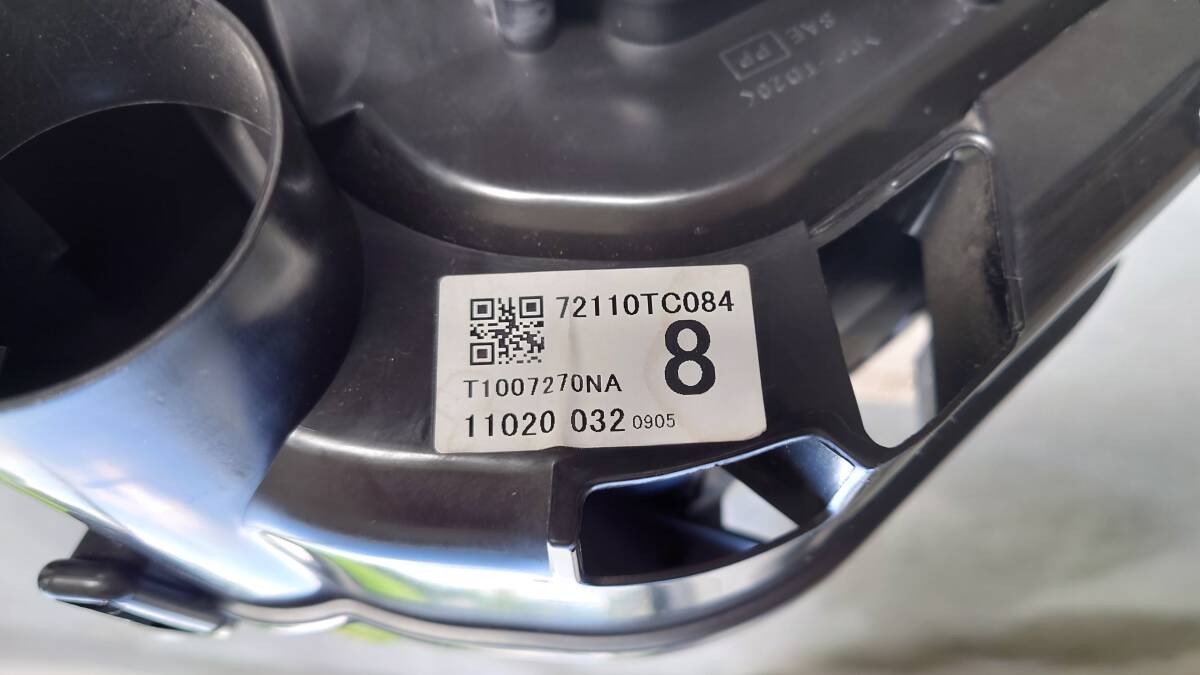 SAE PP
72110TC084
8
T1007270NA
11020 032 0905